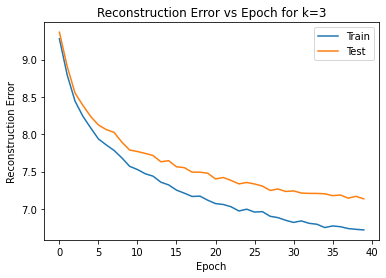 Reconstruction Error vs Epoch for k=3
Train
Test
Reconstruction Error
9.0
8.5
8.0
7.5
7.0
0 5 10 15 20 25 30 35 40
Epoch